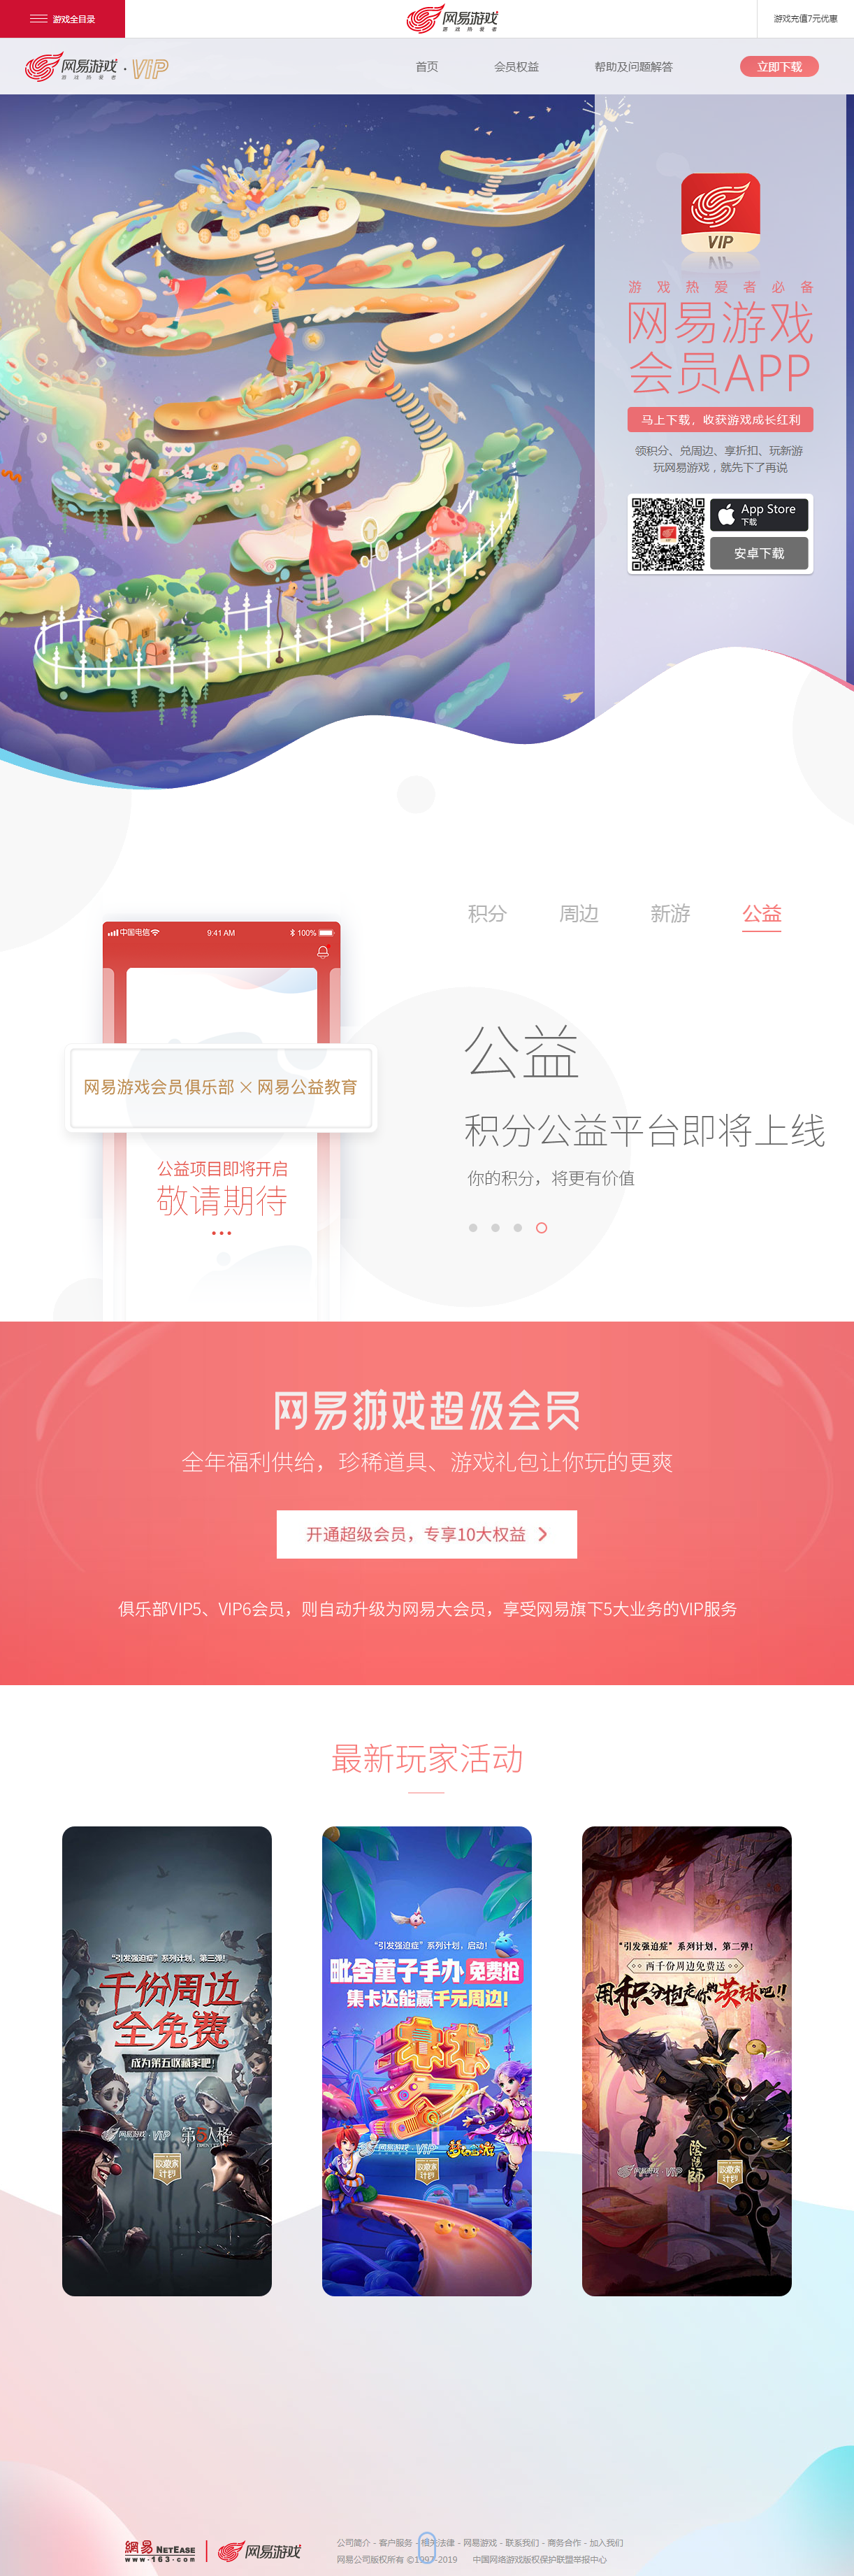 游戏全目录
网易游戏
游戏热爱者
游戏充值7元优惠
网易游戏 · VIP
游戏热爱者
首页
会员权益
帮助及问题解答
立即下载
VIP
游戏热爱者必备
网易游戏
会员APP
马上下载，收获游戏成长红利
领积分、兑周边、享折扣、玩新游
玩网易游戏，就先下了再说
App Store
下载
安卓下载
积分
周边
新游
公益
中国电信
9:41 AM
100%
网易游戏会员俱乐部 × 网易公益教育
公益项目即将开启
敬请期待
公益
积分公益平台即将上线
你的积分，将更有价值
网易游戏超级会员
全年福利供给，珍稀道具、游戏礼包让你玩的更爽
开通超级会员，专享10大权益 >
俱乐部VIP5、VIP6会员，则自动升级为网易大会员，享受网易旗下5大业务的VIP服务
最新玩家活动
“引发强迫症”系列计划，第三弹！
千份周边
全免费
成为第五收藏家吧！
网易游戏 · VIP
第5人格
收藏家
计划
“引发强迫症”系列计划，启动！
毗舍童子手办 免费抢
集卡还能赢千元周边！
网易游戏 · VIP
梦幻西游
收藏家
计划
“引发强迫症”系列计划，第二弹！
两千份周边免费送
用积分抱走你的茨球吧！！
网易游戏 · VIP
阴阳师
收藏家
计划
網易 NETEASE
www.163.com
网易游戏
公司简介 - 客户服务 - 相关法律 - 网易游戏 - 联系我们 - 商务合作 - 加入我们
网易公司版权所有 ©1997-2019 中国网络游戏版权保护联盟举报中心